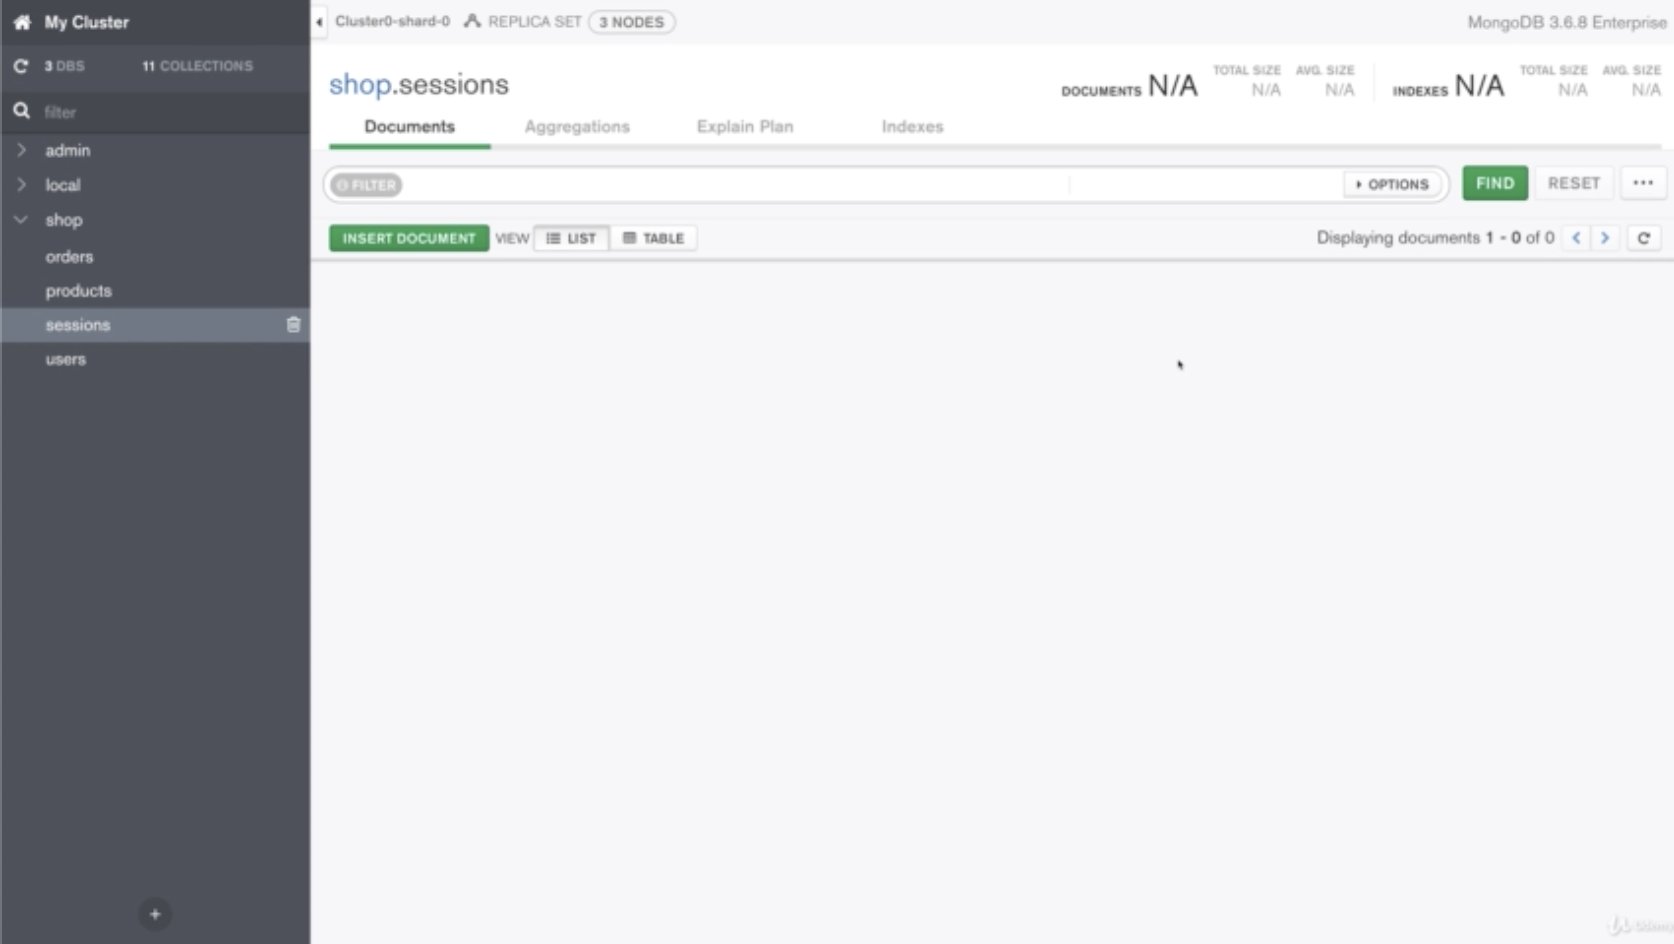 My Cluster
3 DBS 11 COLLECTIONS
filter
admin
local
shop
orders
products
sessions
users
+
Cluster0-shard-0 REPLICA SET 3 NODES
MongoDB 3.6.8 Enterprise
shop.sessions
DOCUMENTS N/A TOTAL SIZE N/A AVG. SIZE N/A INDEXES N/A TOTAL SIZE N/A AVG. SIZE N/A
Documents Aggregations Explain Plan Indexes
FILTER OPTIONS FIND RESET ...
INSERT DOCUMENT VIEW LIST TABLE Displaying documents 1 - 0 of 0
Udemy